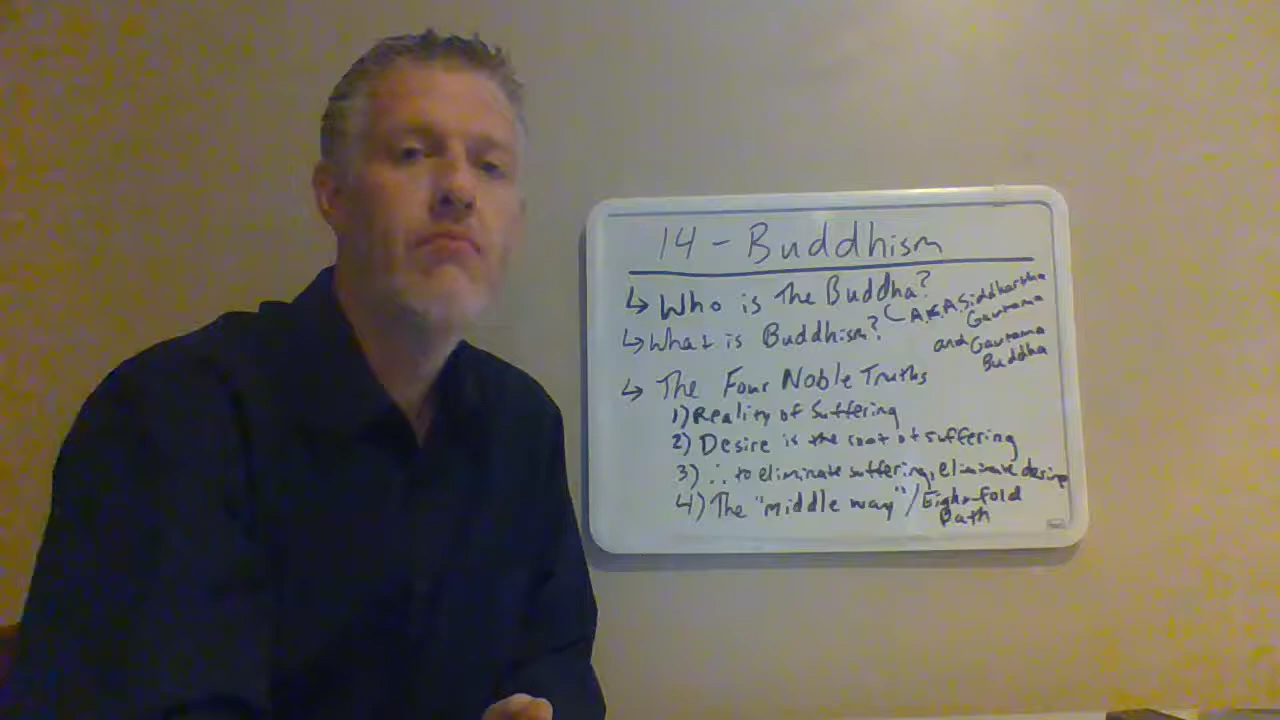 14 - Buddhism
↳ Who is The Buddha?
A.K.A. Siddhartha
Gautama
and Gautama
Buddha
↳ What is Buddhism?
↳ The Four Noble Truths
1) Reality of Suffering
2) Desire is the root of suffering
3) ∴ to eliminate suffering, eliminate desire
4) The "middle way"/Eight-fold
Path